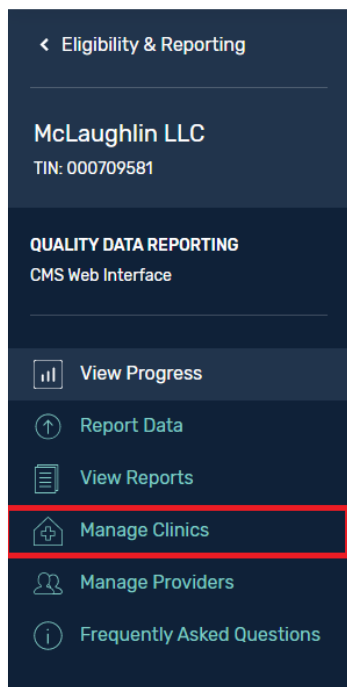 Eligibility & Reporting
McLaughlin LLC
TIN: 000709581
QUALITY DATA REPORTING
CMS Web Interface
View Progress
Report Data
View Reports
Manage Clinics
Manage Providers
Frequently Asked Questions